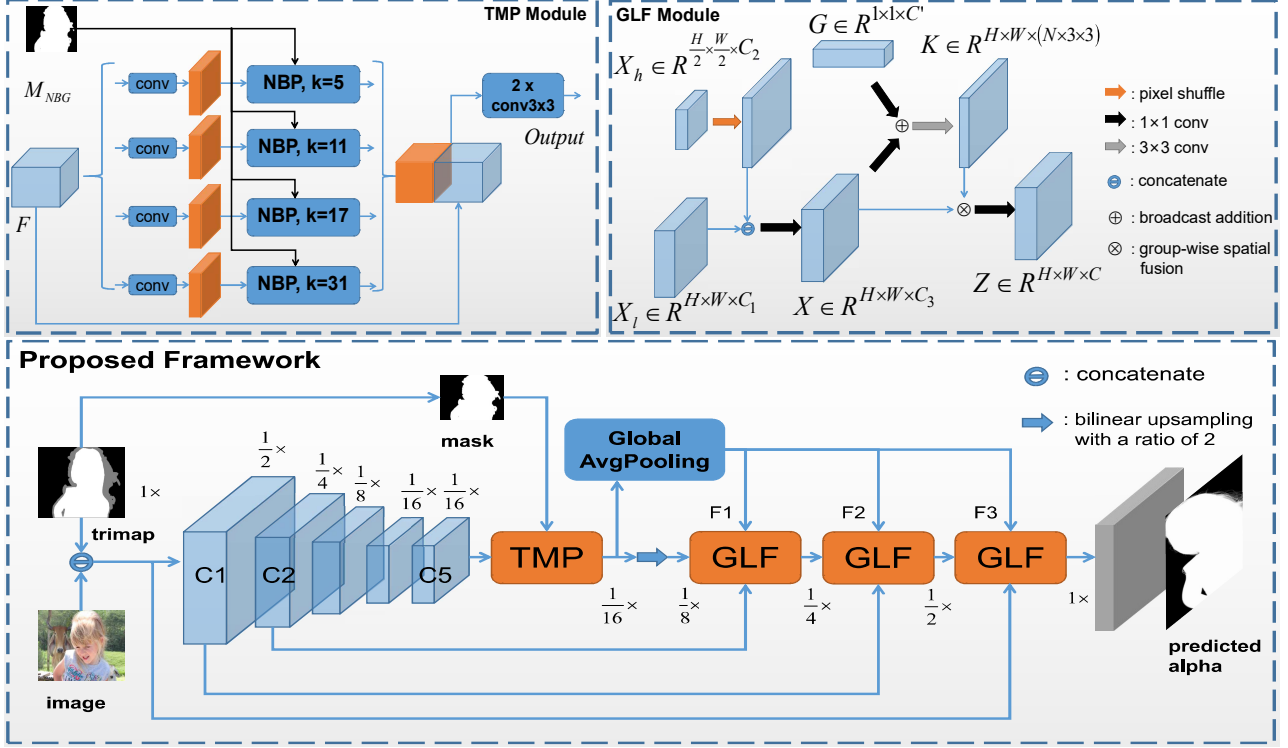 TMP Module
M_{NBG}
conv
NBP, k=5
conv
NBP, k=11
conv
NBP, k=17
conv
NBP, k=31
F
2 x
conv3x3
Output
GLF Module
X_h ∈ R^{\frac{H}{2}×\frac{W}{2}×C_2}
G ∈ R^{1×1×C'}
K ∈ R^{H×W×(N×3×3)}
: pixel shuffle
: 1×1 conv
: 3×3 conv
: concatenate
: broadcast addition
: group-wise spatial
fusion
X_l ∈ R^{H×W×C_1}
X ∈ R^{H×W×C_3}
Z ∈ R^{H×W×C}
Proposed Framework
: concatenate
: bilinear upsampling
with a ratio of 2
mask
trimap
image
1×
1/2 ×
1/4 ×
1/8 ×
1/16 ×
1/16 ×
C1
C2
C5
TMP
Global
AvgPooling
1/16 ×
1/8 ×
F1
GLF
1/4 ×
F2
GLF
1/2 ×
F3
GLF
1×
predicted
alpha